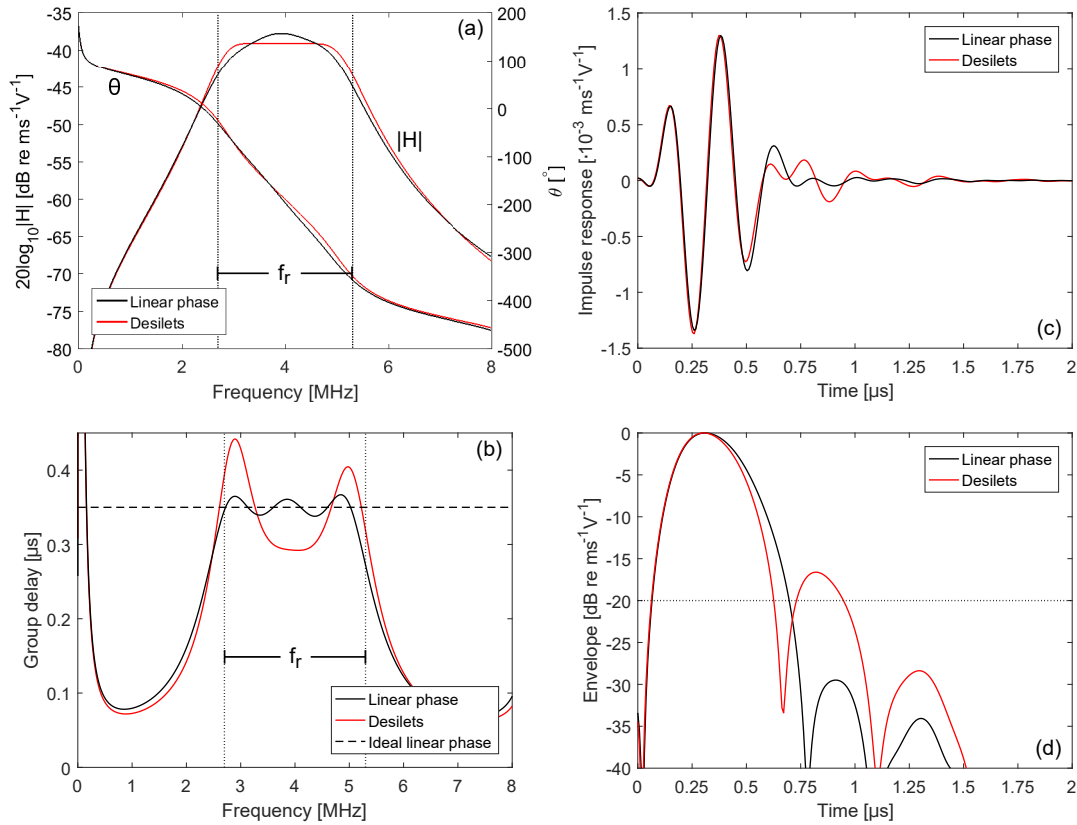 (a)
20log10|H| [dB re ms-1V-1]
-35
-40
-45
-50
-55
-60
-65
-70
-75
-80
200
100
0
-100
-200
-300
-400
-500
θ [°]
θ
|H|
fr
Linear phase
Desilets
0 2 4 6 8
Frequency [MHz]
(c)
Impulse response [·10-3 ms-1V-1]
1.5
1
0.5
0
-0.5
-1
-1.5
Linear phase
Desilets
0 0.25 0.5 0.75 1 1.25 1.5 1.75 2
Time [µs]
(b)
Group delay [µs]
0.4
0.3
0.2
0.1
0
fr
Linear phase
Desilets
Ideal linear phase
0 1 2 3 4 5 6 7 8
Frequency [MHz]
(d)
Envelope [dB re ms-1V-1]
0
-5
-10
-15
-20
-25
-30
-35
-40
Linear phase
Desilets
0 0.25 0.5 0.75 1 1.25 1.5 1.75 2
Time [µs]